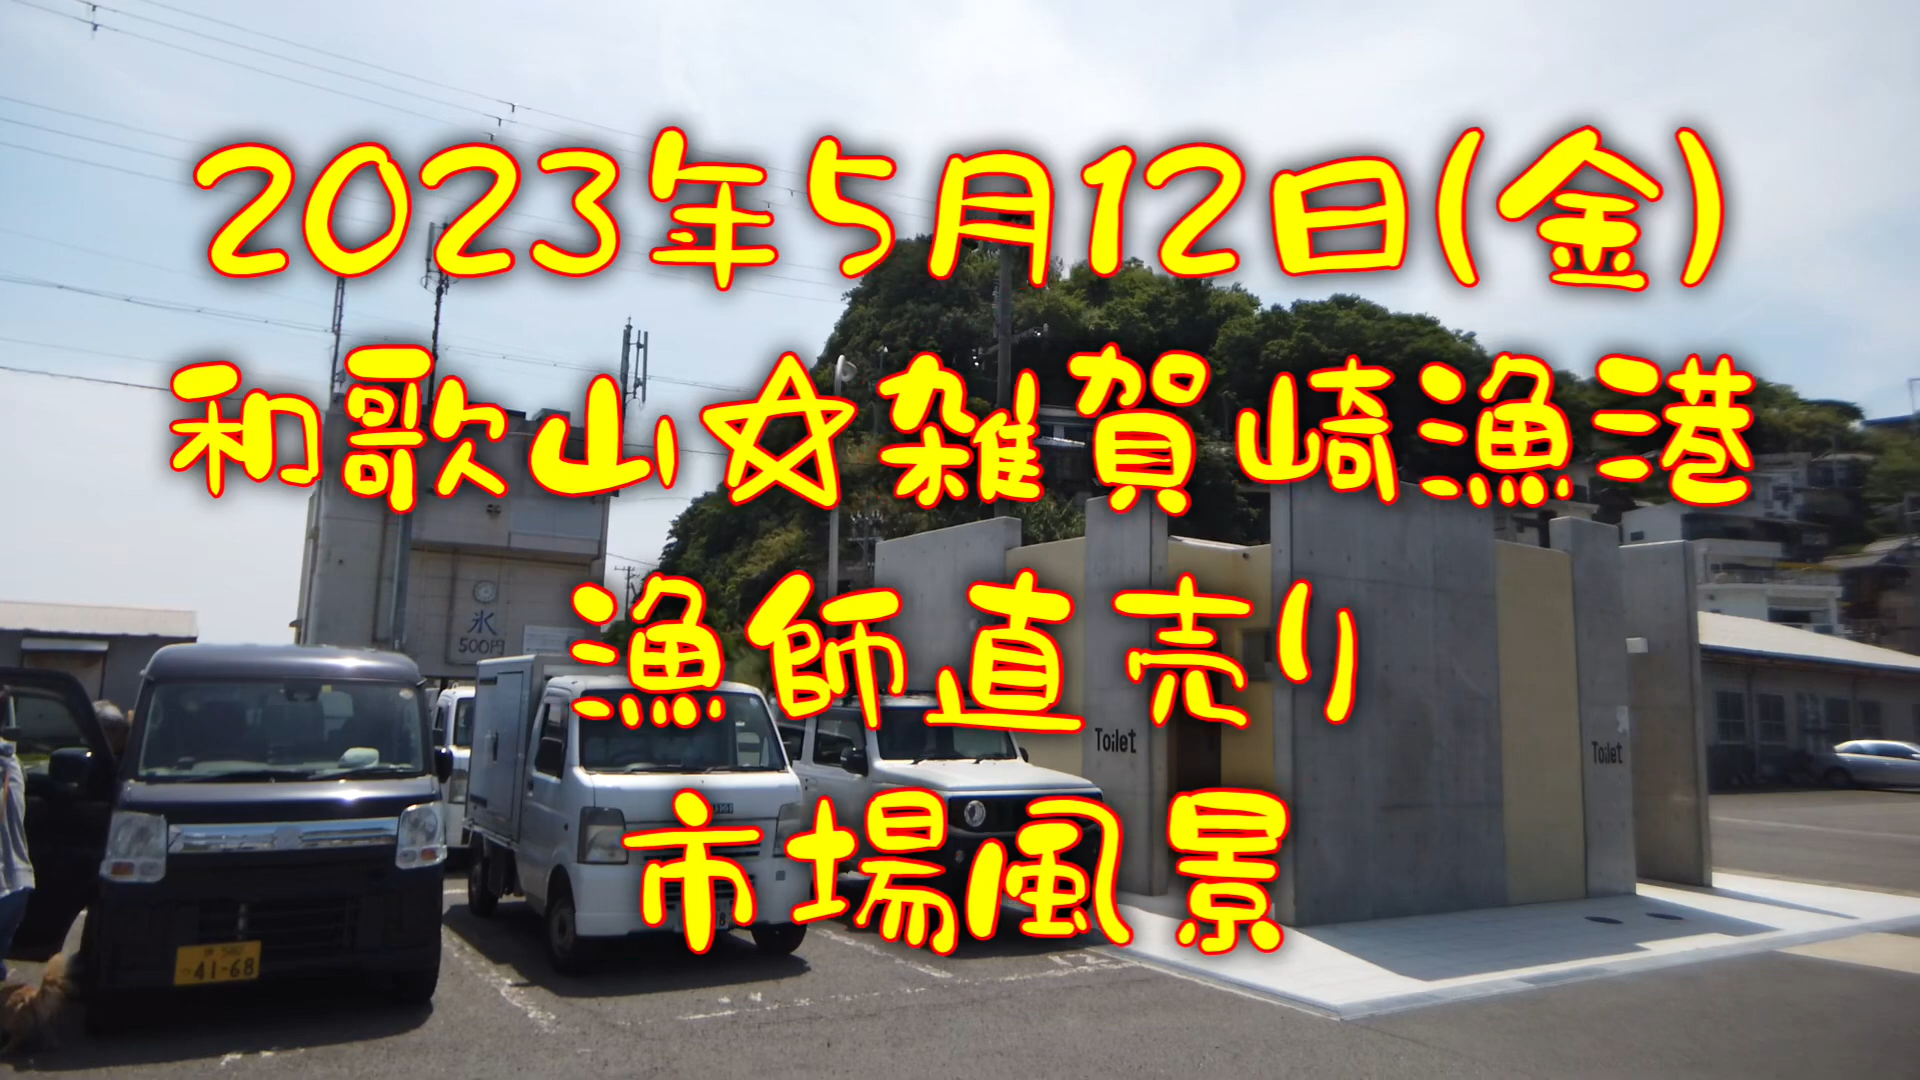 2023年5月12日(金)
和歌山☆雑賀崎漁港
漁師直売り
市場風景
氷
500円
Toilet
Toilet
41-68